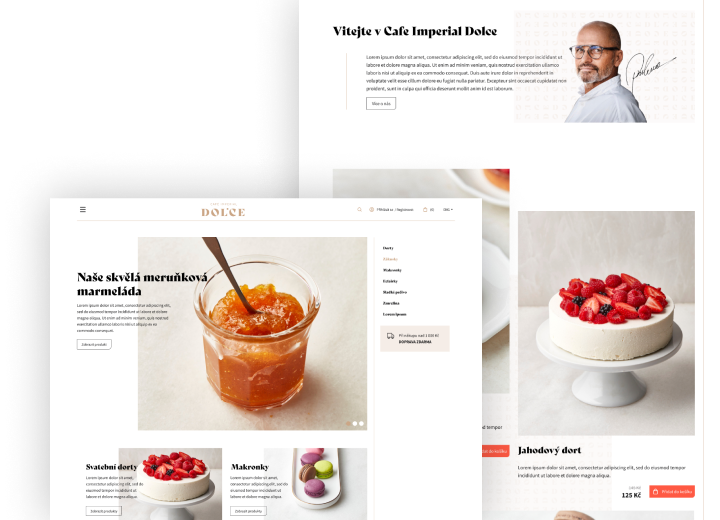 Vitejte v Cafe Imperial Dolce
Lorem ipsum dolor sit amet, consectetur adipiscing elit, sed do eiusmod tempor incididunt ut
labore et dolore magna aliqua. Ut enim ad minim veniam, quis nostrud exercitation ullamco
laboris nisi ut aliquip ex ea commodo consequat. Duis aute irure dolor in reprehenderit in
voluptate velit esse cillum dolore eu fugiat nulla pariatur. Excepteur sint occaecat cupidatat non
proident, sunt in culpa qui officia deserunt mollit anim id est laborum.
Více o nás
DOLCE
Přihlásit se / Registrovat
Naše skvělá meruňková
marmeláda
Lorem ipsum dolor sit amet, consectetur adipiscing elit,
sed do eiusmod tempor incididunt ut labore et dolore
magna aliqua. Ut enim ad minim veniam, quis nostrud
exercitation ullamco laboris nisi ut aliquip ex ea
commodo consequat.
Zobrazit produkt
Dorty
Zákusky
Makronky
Eclairky
Sladké pečivo
Zmrzlina
Lorem ipsum
Při nákupu nad 1 000 Kč
DOPRAVA ZDARMA
Svatební dorty
Lorem ipsum dolor sit amet,
consectetur adipiscing elit, sed do
eiusmod tempor incididunt ut
labore et dolore magna aliqua.
Zobrazit produkty
Makronky
Lorem ipsum dolor sit amet,
consectetur adipiscing elit, sed do
eiusmod tempor incididunt ut
labore et dolore magna aliqua.
Zobrazit produkty
tempor
Přidat do košíku
Jahodový dort
Lorem ipsum dolor sit amet, consectetur adipiscing elit, sed do eiusmod tempor
incididunt ut labore et dolore magna aliqua.
125 Kč
Přidat do košíku